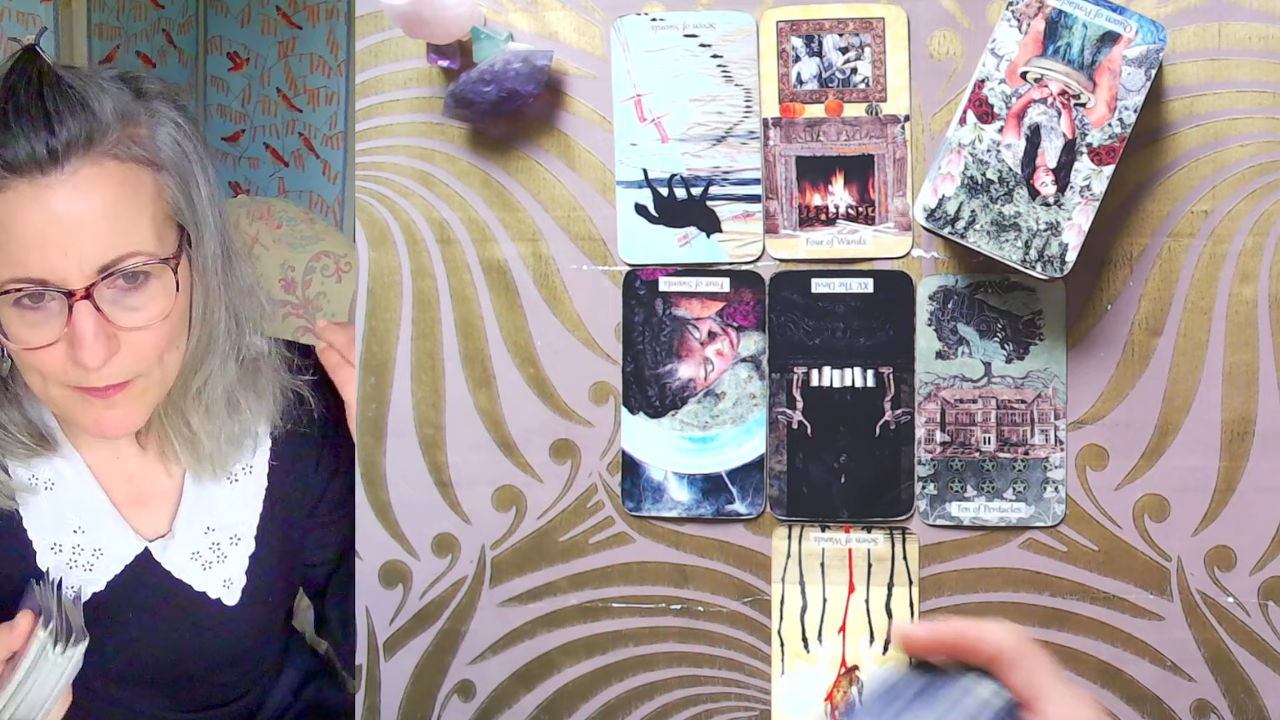 Seven of Swords
Four of Wands
Queen of Pentacles
Four of Swords
XV. The Devil
Ten of Pentacles
Seven of Wands